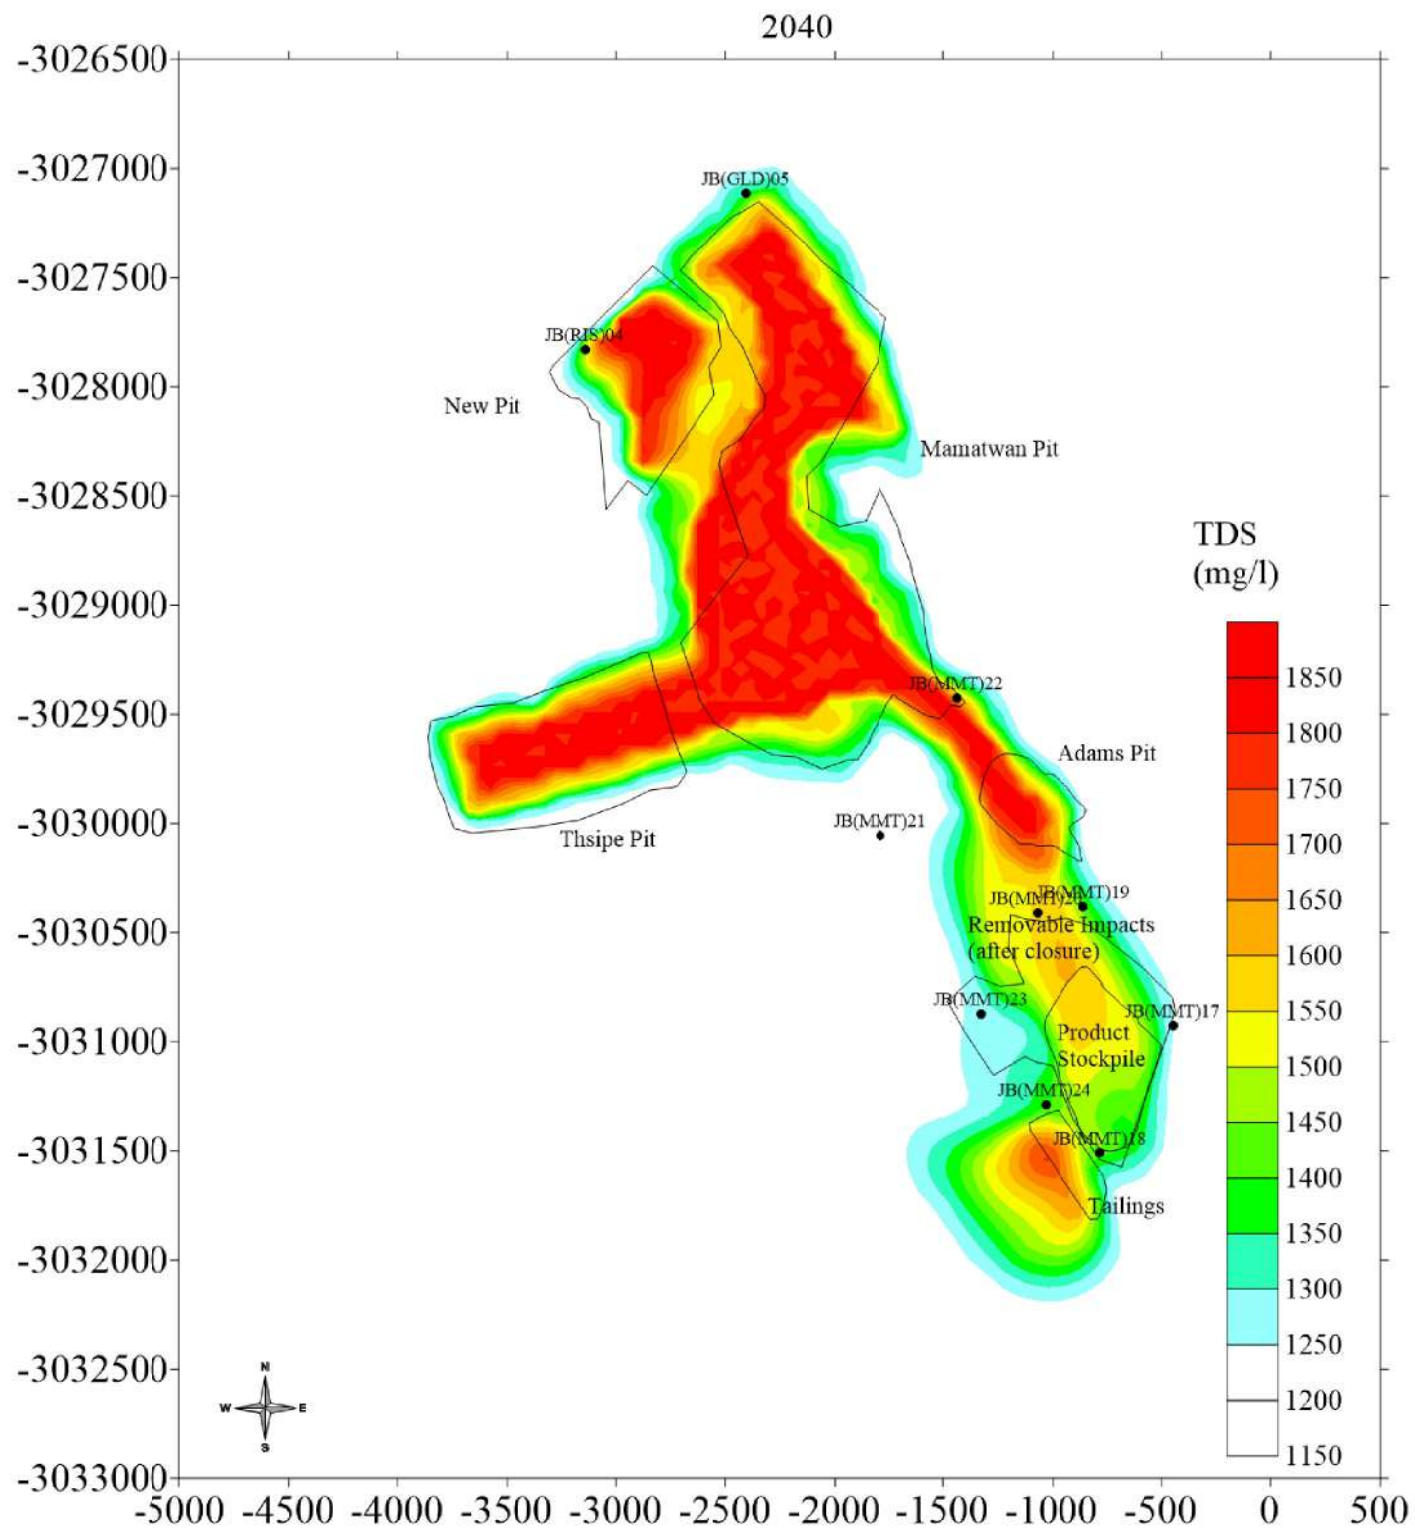 2040
-3026500
-3027000
-3027500
-3028000
-3028500
-3029000
-3029500
-3030000
-3030500
-3031000
-3031500
-3032000
-3032500
-3033000
JB(GLD)05
JB(RIS)04
New Pit
Mamatwan Pit
JB(MMT)22
Adams Pit
JB(MMT)21
Thsipe Pit
JB(MMT)19
Removable Impacts
(after closure)
JB(MMT)23
JB(MMT)17
Product
Stockpile
JB(MMT)24
JB(MMT)18
Tailings
TDS
(mg/l)
1850
1800
1750
1700
1650
1600
1550
1500
1450
1400
1350
1300
1250
1200
1150
N
W E
S
-5000 -4500 -4000 -3500 -3000 -2500 -2000 -1500 -1000 -500 0 500